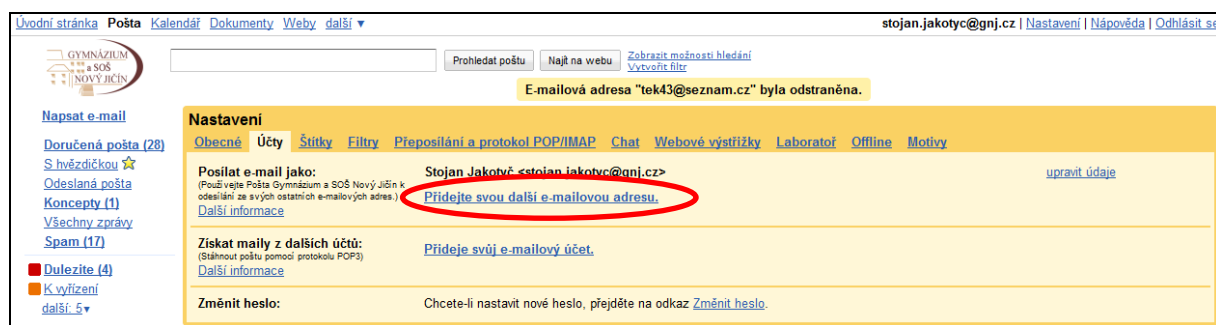 Úvodní stránka Pošta Kalendář Dokumenty Weby další ▼ stojan.jakotyc@gnj.cz | Nastavení | Nápověda | Odhlásit se
GYMNÁZIUM
a SOŠ
NOVÝ JIČÍN
Prohledat poštu Najít na webu Zobrazit možnosti hledání
Vytvořit filtr
E-mailová adresa "tek43@seznam.cz" byla odstraněna.
Napsat e-mail
Doručená pošta (28)
S hvězdičkou
Odeslaná pošta
Koncepty (1)
Všechny zprávy
Spam (17)
Dulezite (4)
K vyřízení
další: 5▼
Nastavení
Obecné Účty Štítky Filtry Přeposílání a protokol POP/IMAP Chat Webové výstřižky Laboratoř Offline Motivy
Posílat e-mail jako: Stojan Jakotyč <stojan.jakotyc@gnj.cz> upravit údaje
(Používejte Pošta Gymnázium a SOŠ Nový Jičín k
odesílání ze svých ostatních e-mailových adres.) Přidejte svou další e-mailovou adresu.
Další informace
Získat maily z dalších účtů: Přideje svůj e-mailový účet.
(Stáhnout poštu pomocí protokolu POP3)
Další informace
Změnit heslo: Chcete-li nastavit nové heslo, přejděte na odkaz Změnit heslo.